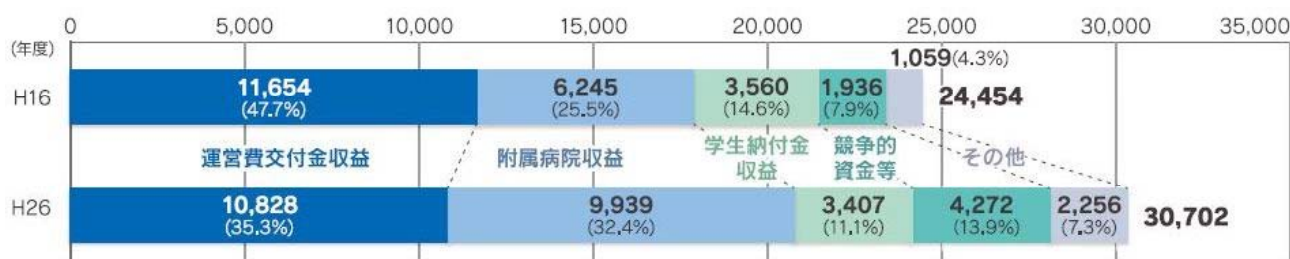 0 5,000 10,000 15,000 20,000 25,000 30,000 35,000
(年度)
1,059(4.3%)
H16 11,654 6,245 3,560 1,936 24,454
(47.7%) (25.5%) (14.6%) (7.9%)
運営費交付金収益 附属病院収益 学生納付金 競争的 その他
収益 資金等
H26 10,828 9,939 3,407 4,272 2,256 30,702
(35.3%) (32.4%) (11.1%) (13.9%) (7.3%)